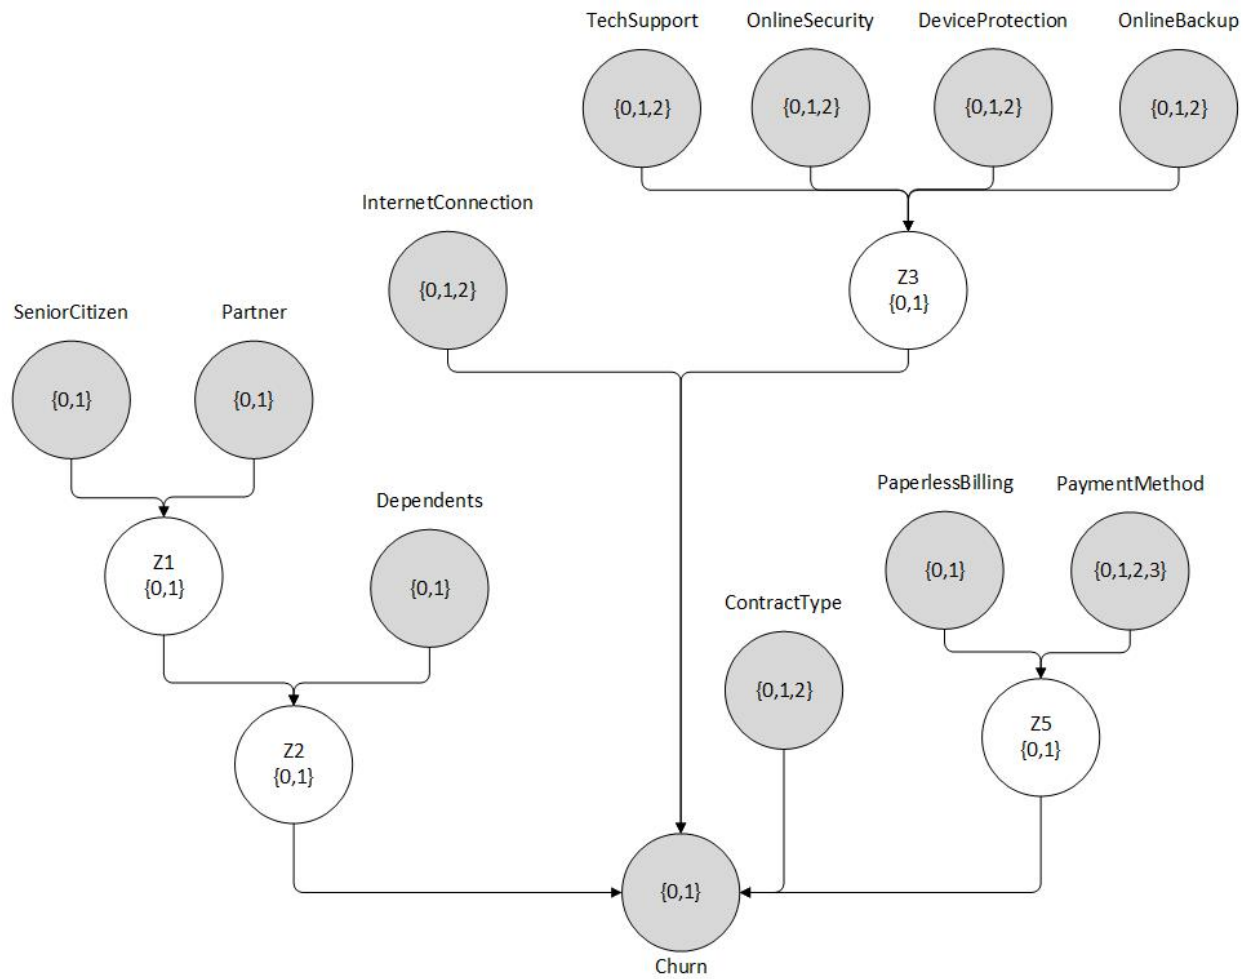 TechSupport
OnlineSecurity
DeviceProtection
OnlineBackup
{0,1,2}
{0,1,2}
{0,1,2}
{0,1,2}
InternetConnection
{0,1,2}
Z3
{0,1}
SeniorCitizen
Partner
{0,1}
{0,1}
Dependents
{0,1}
Z1
{0,1}
PaperlessBilling
PaymentMethod
{0,1}
{0,1,2,3}
ContractType
{0,1,2}
Z2
{0,1}
Z5
{0,1}
{0,1}
Churn